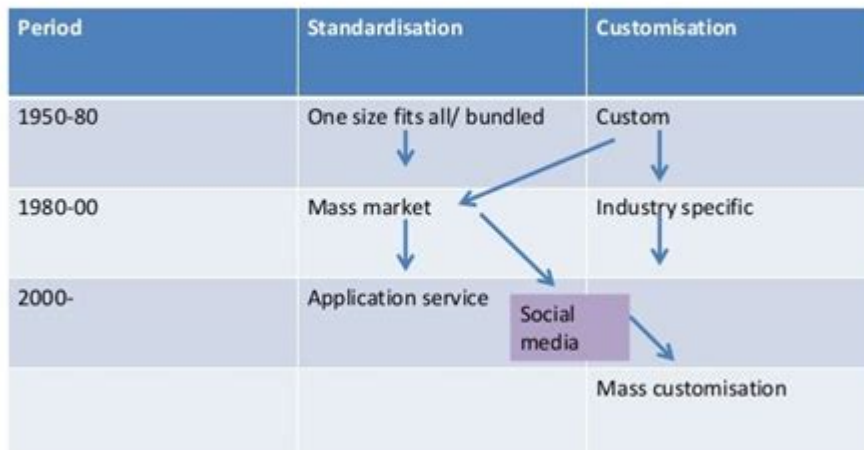 Period
Standardisation
Customisation
1950-80
One size fits all/ bundled
Custom
1980-00
Mass market
Industry specific
2000-
Application service
Social
media
Mass customisation